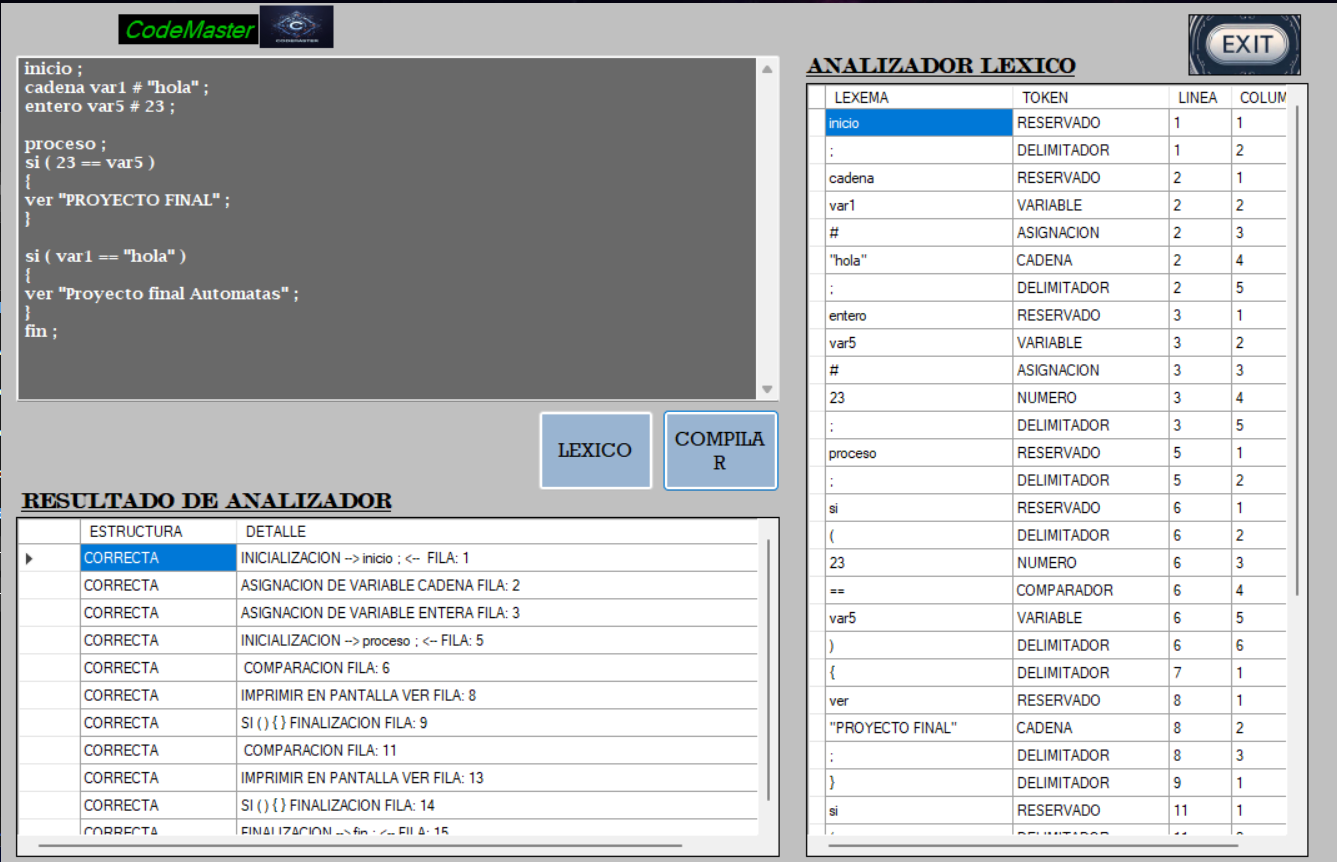 CodeMaster
CODEMASTER
EXIT
inicio ;
cadena var1 # "hola" ;
entero var5 # 23 ;
proceso ;
si ( 23 == var5 )
{
ver "PROYECTO FINAL" ;
}
si ( var1 == "hola" )
{
ver "Proyecto final Automatas" ;
}
fin ;
LEXICO
COMPILA
R
RESULTADO DE ANALIZADOR
ESTRUCTURA DETALLE
CORRECTA INICIALIZACION --> inicio ; <-- FILA: 1
CORRECTA ASIGNACION DE VARIABLE CADENA FILA: 2
CORRECTA ASIGNACION DE VARIABLE ENTERA FILA: 3
CORRECTA INICIALIZACION --> proceso ; <-- FILA: 5
CORRECTA COMPARACION FILA: 6
CORRECTA IMPRIMIR EN PANTALLA VER FILA: 8
CORRECTA SI ( ) { } FINALIZACION FILA: 9
CORRECTA COMPARACION FILA: 11
CORRECTA IMPRIMIR EN PANTALLA VER FILA: 13
CORRECTA SI ( ) { } FINALIZACION FILA: 14
CORRECTA FINALIZACION --> fin ; <-- FILA: 15
ANALIZADOR LEXICO
LEXEMA TOKEN LINEA COLUM
inicio RESERVADO 1 1
; DELIMITADOR 1 2
cadena RESERVADO 2 1
var1 VARIABLE 2 2
# ASIGNACION 2 3
"hola" CADENA 2 4
; DELIMITADOR 2 5
entero RESERVADO 3 1
var5 VARIABLE 3 2
# ASIGNACION 3 3
23 NUMERO 3 4
; DELIMITADOR 3 5
proceso RESERVADO 5 1
; DELIMITADOR 5 2
si RESERVADO 6 1
( DELIMITADOR 6 2
23 NUMERO 6 3
== COMPARADOR 6 4
var5 VARIABLE 6 5
) DELIMITADOR 6 6
{ DELIMITADOR 7 1
ver RESERVADO 8 1
"PROYECTO FINAL" CADENA 8 2
; DELIMITADOR 8 3
} DELIMITADOR 9 1
si RESERVADO 11 1
( DELIMITADOR 11 2